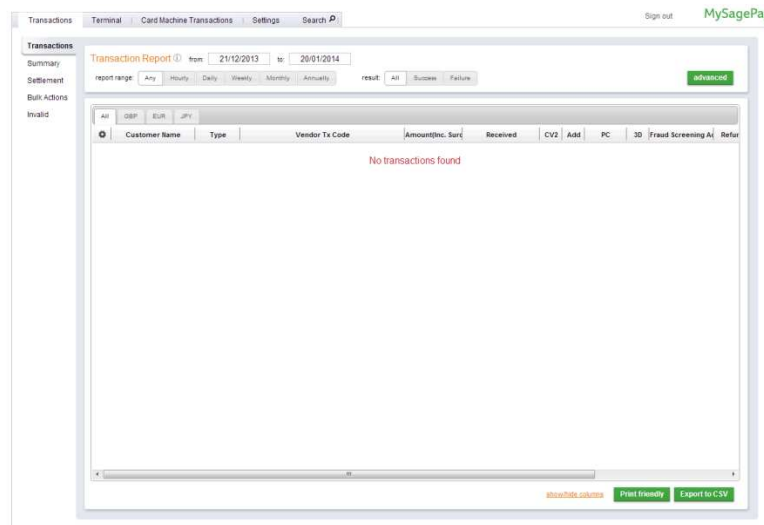 Transactions Terminal Card Machine Transactions Settings Search Sign out MySagePa
Transactions
Summary
Settlement
Bulk Actions
Invalid
Transaction Report from: 21/12/2013 to: 20/01/2014
report range: Any Hourly Daily Weekly Monthly Annually result: All Success Failure advanced
All GBP EUR JPY
Customer Name Type Vendor Tx Code Amount(Inc. Surc Received CV2 Add PC 3D Fraud Screening Ac Refur
No transactions found
show/hide columns Print friendly Export to CSV